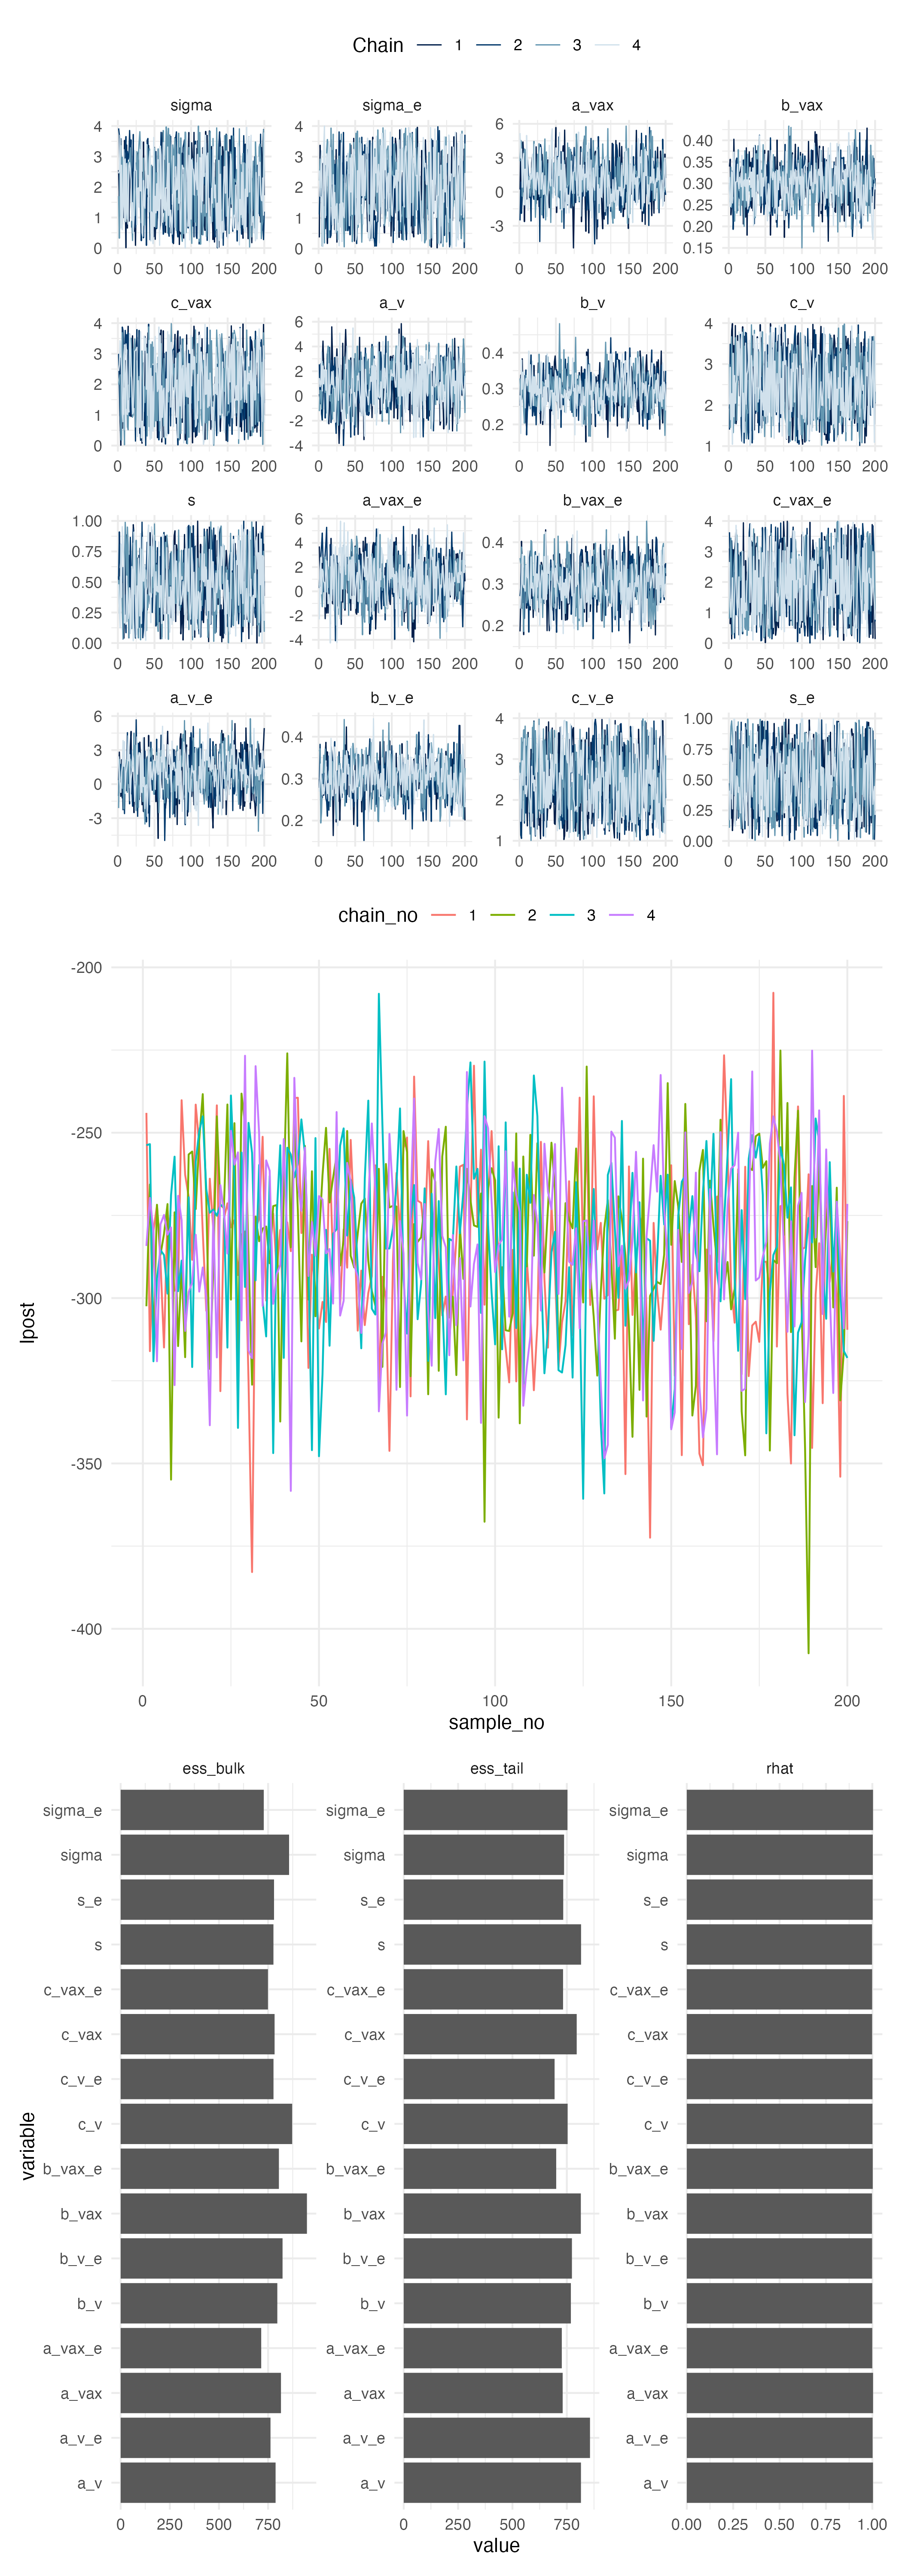 Chain 1 2 3 4
sigma sigma_e a_vax b_vax
4 3 2 1 0 4 3 2 1 0 6 3 0 -3 0.40 0.35 0.30 0.25 0.20 0.15
0 50 100 150 200 0 50 100 150 200 0 50 100 150 200 0 50 100 150 200
c_vax a_v b_v c_v
4 3 2 1 0 6 4 2 0 -2 -4 0.4 0.3 0.2 4 3 2 1
0 50 100 150 200 0 50 100 150 200 0 50 100 150 200 0 50 100 150 200
s a_vax_e b_vax_e c_vax_e
1.00 0.75 0.50 0.25 0.00 6 4 2 0 -2 -4 0.4 0.3 0.2 4 3 2 1 0
0 50 100 150 200 0 50 100 150 200 0 50 100 150 200 0 50 100 150 200
a_v_e b_v_e c_v_e s_e
6 3 0 -3 0.4 0.3 0.2 4 3 2 1 1.00 0.75 0.50 0.25 0.00
0 50 100 150 200 0 50 100 150 200 0 50 100 150 200 0 50 100 150 200
chain_no 1 2 3 4
-200
-250
-300
lpost
-350
-400
0 50 100 150 200
sample_no
ess_bulk ess_tail rhat
sigma_e sigma_e sigma_e
sigma sigma sigma
s_e s_e s_e
s s s
c_vax_e c_vax_e c_vax_e
c_vax c_vax c_vax
c_v_e c_v_e c_v_e
c_v c_v c_v
variable
b_vax_e b_vax_e b_vax_e
b_vax b_vax b_vax
b_v_e b_v_e b_v_e
b_v b_v b_v
a_vax_e a_vax_e a_vax_e
a_vax a_vax a_vax
a_v_e a_v_e a_v_e
a_v a_v a_v
0 250 500 750 0 250 500 750 0.00 0.25 0.50 0.75 1.00
value